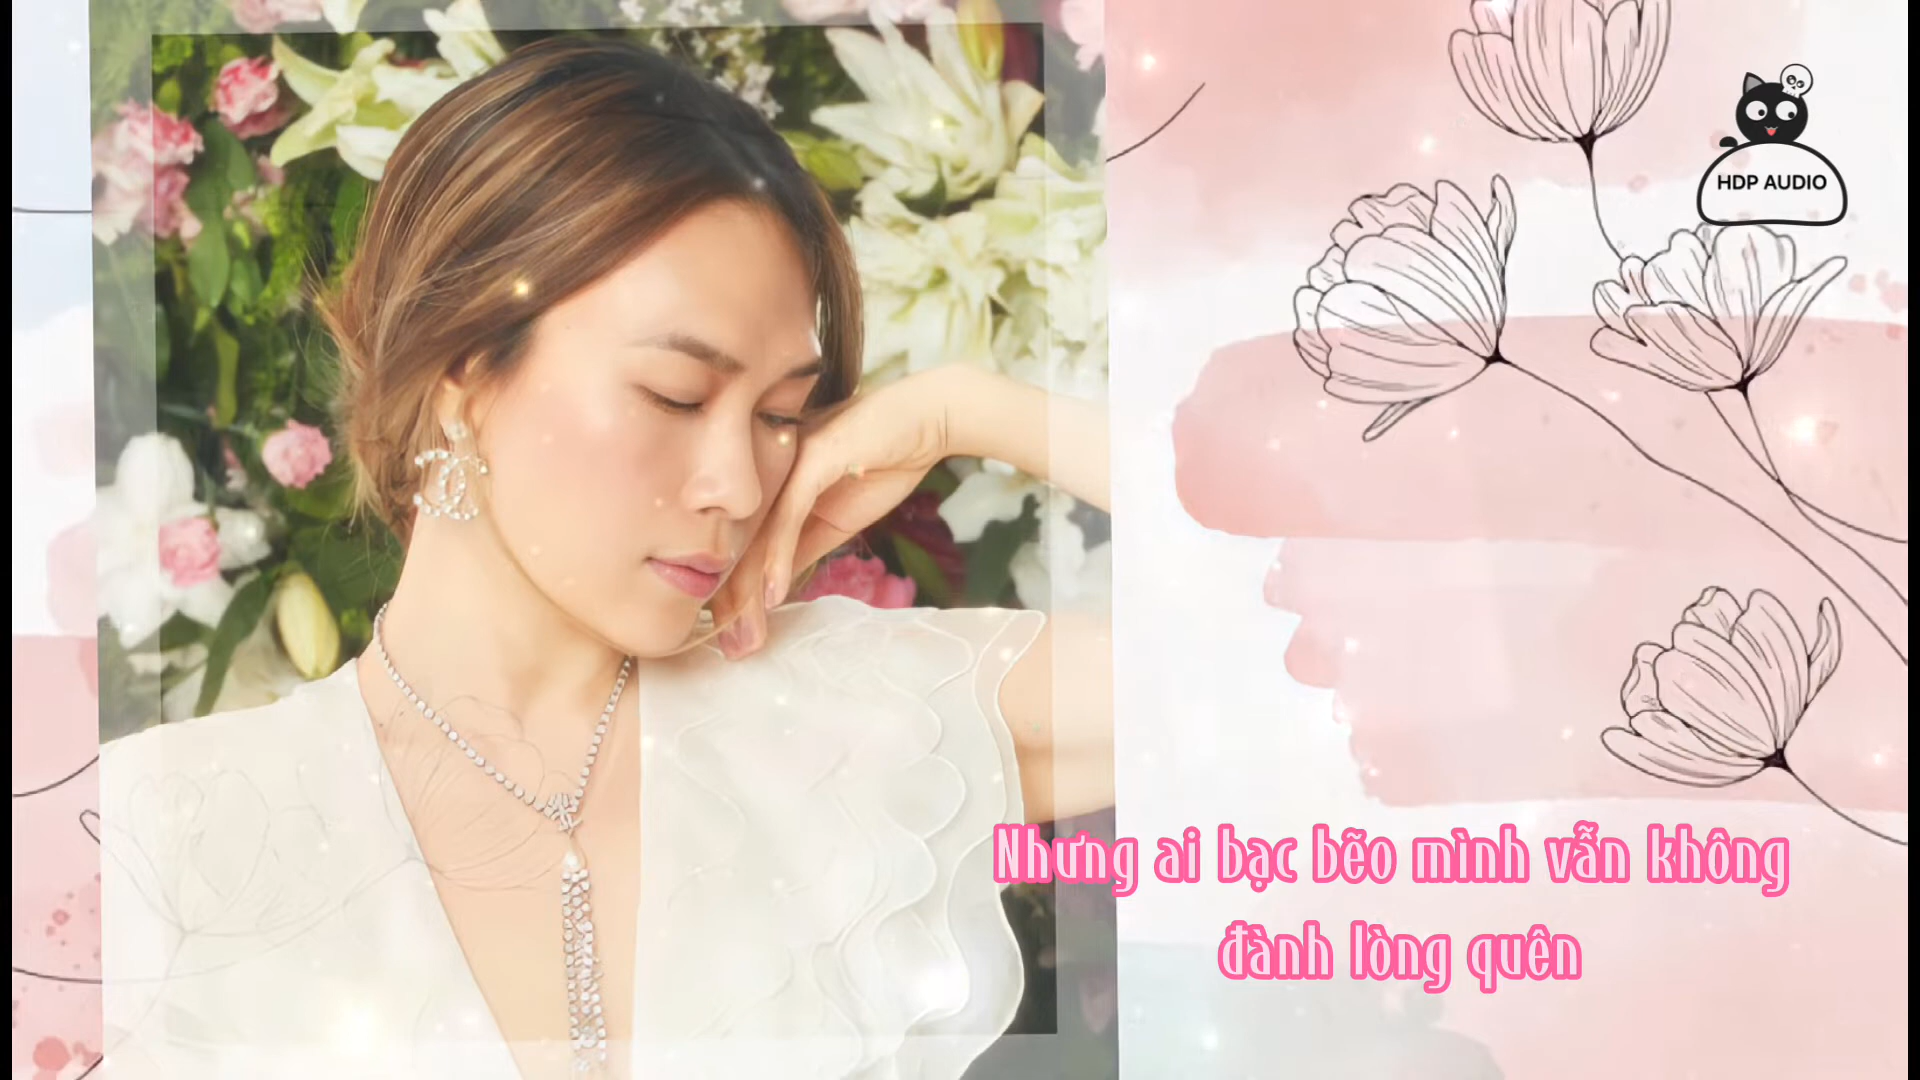 HDP AUDIO
Nhưng ai bạc bẽo mình vẫn không
đành lòng quên